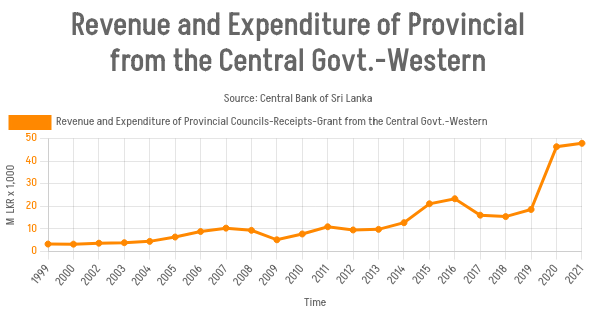 Revenue and Expenditure of Provincial
from the Central Govt.-Western
Source: Central Bank of Sri Lanka
Revenue and Expenditure of Provincial Councils-Receipts-Grant from the Central Govt.-Western
M LKR x 1,000
50
40
30
20
10
0
1999 2000 2002 2003 2004 2005 2006 2007 2008 2009 2010 2011 2012 2013 2014 2015 2016 2017 2018 2019 2020 2021
Time